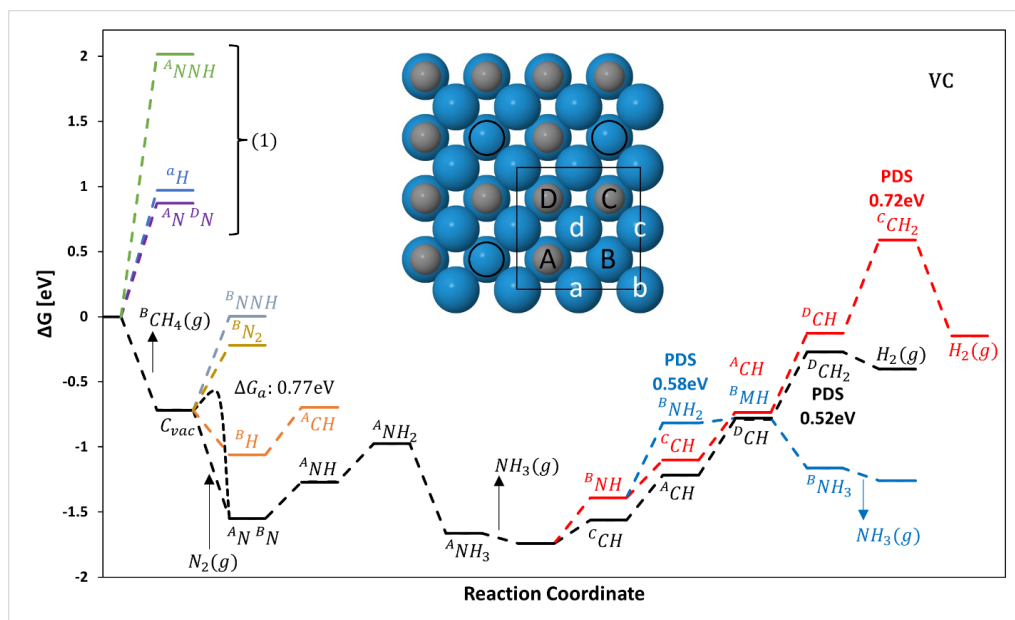 2
1.5
1
0.5
0
-0.5
-1
-1.5
-2
ΔG [eV]
Reaction Coordinate
VC
ᴬNNH
(1)
ᵃH
ᴬN ᴰN
D C
d c
A B
a b
ᴮCH₄(g)
ᴮNNH
ᴮN₂
ΔGₐ: 0.77eV
C_vac
ᴮH
ᴬCH
ᴬN ᴮN
N₂(g)
ᴬNH
ᴬNH₂
ᴬNH₃
NH₃(g)
ᴮNH
ᶜCH
ᶜCH
ᴬCH
PDS
0.58eV
ᴮNH₂
ᴬCH
ᴮMH
ᴰCH
ᴰCH
ᴰCH₂
PDS
0.52eV
ᴮNH₃
NH₃(g)
PDS
0.72eV
ᶜCH₂
H₂(g)
H₂(g)